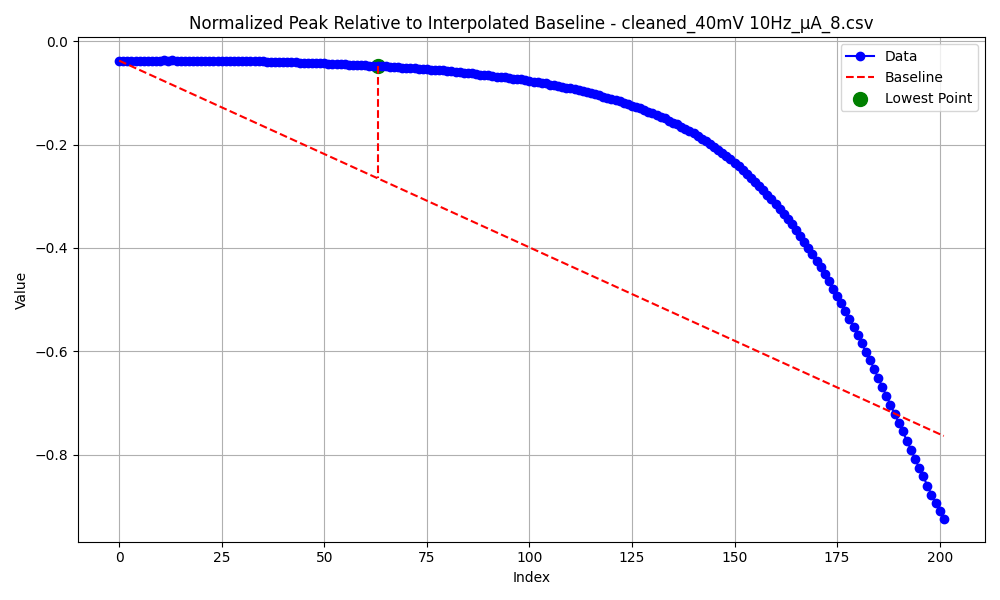 Normalized Peak Relative to Interpolated Baseline - cleaned_40mV 10Hz_µA_8.csv
Data
Baseline
Lowest Point
Value
0.0
−0.2
−0.4
−0.6
−0.8
0 25 50 75 100 125 150 175 200
Index